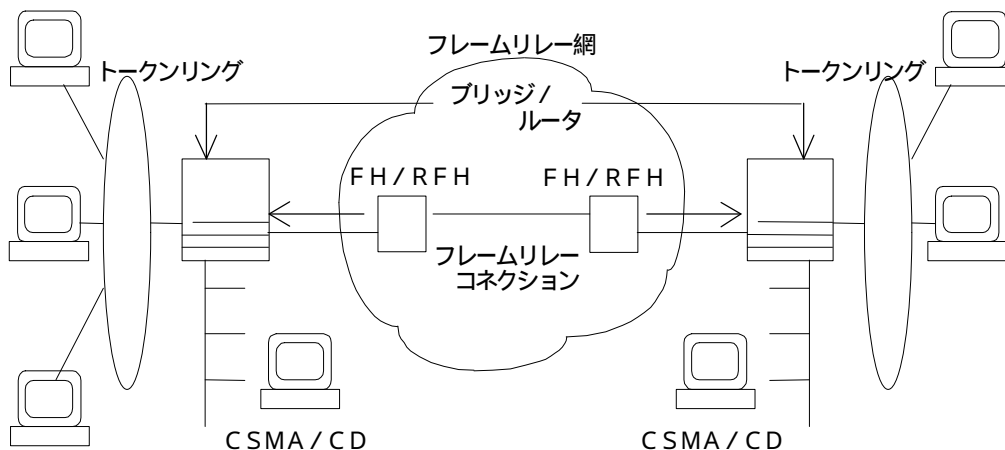 フレームリレー網
トークンリング
トークンリング
ブリッジ/
ルータ
FH/RFH
FH/RFH
フレームリレー
コネクション
CSMA/CD
CSMA/CD